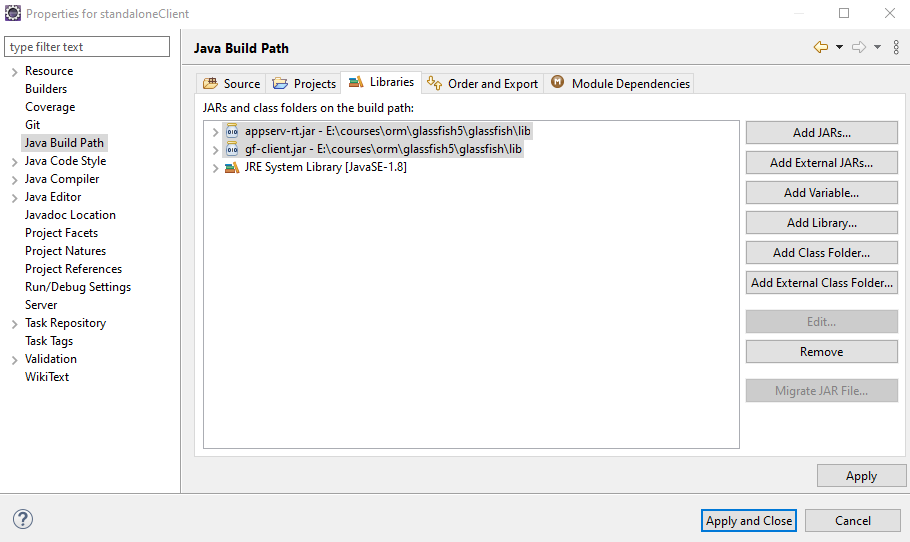 Properties for standaloneClient
type filter text
Resource
Builders
Coverage
Git
Java Build Path
Java Code Style
Java Compiler
Java Editor
Javadoc Location
Project Facets
Project Natures
Project References
Run/Debug Settings
Server
Task Repository
Task Tags
Validation
WikiText
Java Build Path
Source
Projects
Libraries
Order and Export
M
Module Dependencies
JARs and class folders on the build path:
010 appserv-rt.jar - E:\courses\orm\glassfish5\glassfish\lib
010 gf-client.jar - E:\courses\orm\glassfish5\glassfish\lib
JRE System Library [JavaSE-1.8]
Add JARs...
Add External JARs...
Add Variable...
Add Library...
Add Class Folder...
Add External Class Folder...
Edit...
Remove
Migrate JAR File...
Apply
?
Apply and Close
Cancel